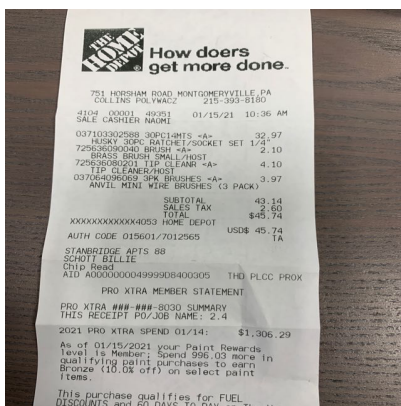 THE
HOME
DEPOT
How doers
get more done.
751 HORSHAM ROAD MONTGOMERYVILLE,PA
COLLINS POLYWACZ 215-393-8180
4104 00001 49351 01/15/21 10:36 AM
SALE CASHIER NAOMI
037103302588 30PC14MTS <A> 32.97
HUSKY 30PC RATCHET/SOCKET SET 1/4"
725636090040 BRUSH <A> 2.10
BRASS BRUSH SMALL/HOST
725636080201 TIP CLEANR <A> 4.10
TIP CLEANER/HOST
037064096069 3PK BRUSHES <A> 3.97
ANVIL MINI WIRE BRUSHES (3 PACK)
SUBTOTAL 43.14
SALES TAX 2.60
TOTAL $45.74
XXXXXXXXXXXX4053 HOME DEPOT
USD$ 45.74
AUTH CODE 015601/7012565 TA
STANBRIDGE APTS 88
SCHOTT BILLIE
Chip Read
AID A0000000049999D8400305 THD PLCC PROX
PRO XTRA MEMBER STATEMENT
PRO XTRA ###-###-8030 SUMMARY
THIS RECEIPT PO/JOB NAME: 2.4
2021 PRO XTRA SPEND 01/14: $1,306.29
As of 01/15/2021 your Paint Rewards
level is Member; Spend 996.03 more in
qualifying paint purchases to earn
Bronze (10.0% off) on select paint
items.
This purchase qualifies for FUEL
DISCOUNTS and 60 DAYS TO PAY